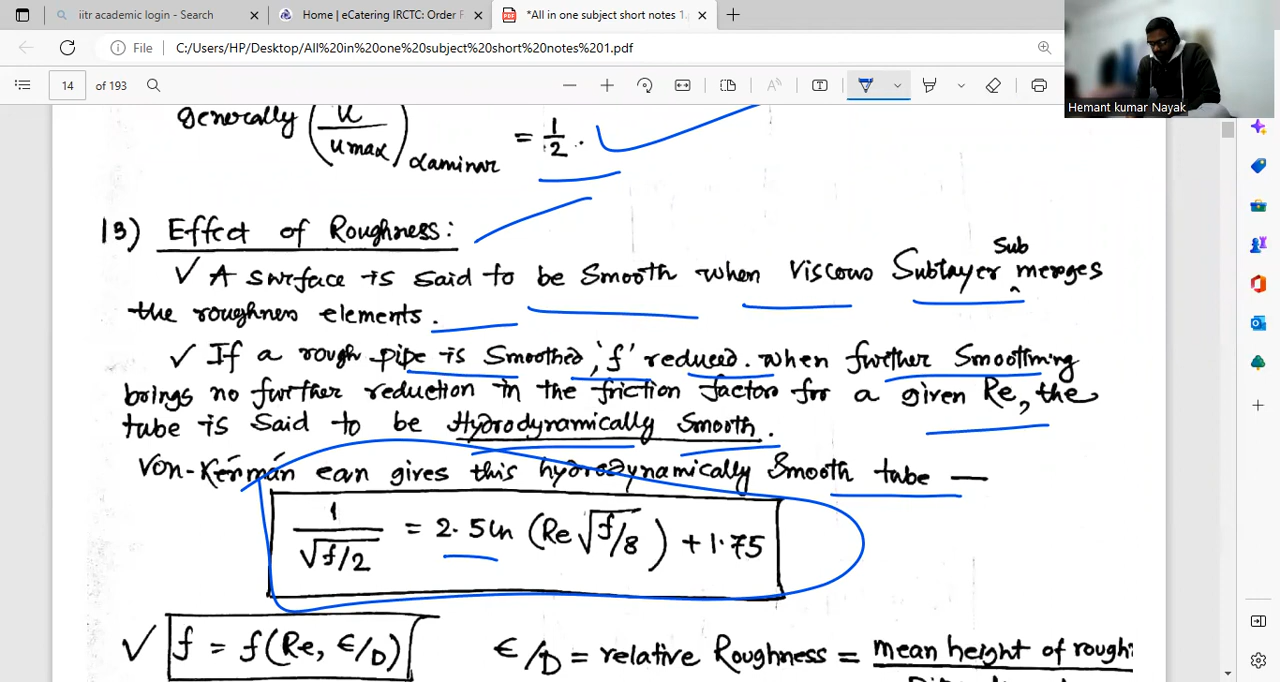 iitr academic login - Search
Home | eCatering IRCTC: Order F
*All in one subject short notes 1.p
File C:/Users/HP/Desktop/All%20in%20one%20subject%20short%20notes%201.pdf
14 of 193
Hemant kumar Nayak
generally (u/umax) Laminar = 1/2.
13) Effect of Roughness:
✓ A surface is said to be Smooth when Viscous Sublayer Sub merges
the roughness elements.
✓ If a rough pipe is Smoothed, 'f' reduced. when further Smoothning
brings no further reduction in the friction factor for a given Re, the
tube is Said to be Hydrodynamically Smooth.
Von-Kérmán eqn gives this hydrodynamically Smooth tube —
1/√f/2 = 2.5 ln (Re √f/8) + 1.75
✓ f = f(Re, ϵ/D) ϵ/D = relative Roughness = mean height of rough